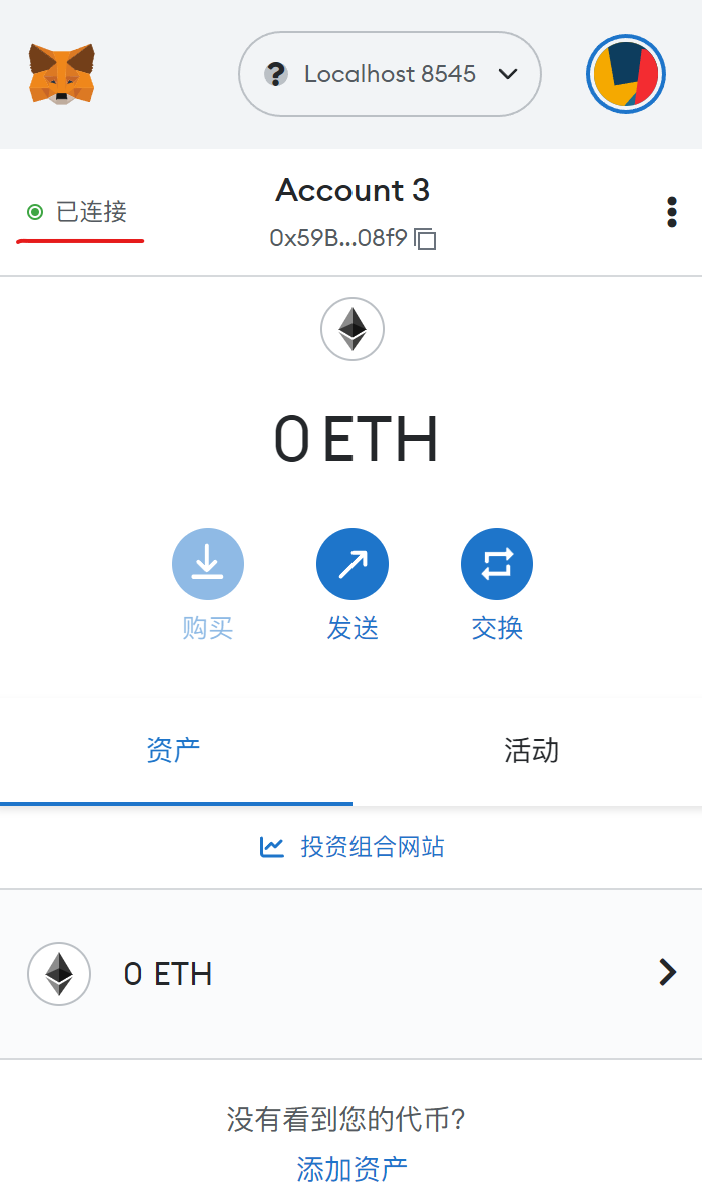 Localhost 8545
已连接
Account 3
0x59B...08f9
0 ETH
购买 发送 交换
资产 活动
投资组合网站
0 ETH
没有看到您的代币?
添加资产